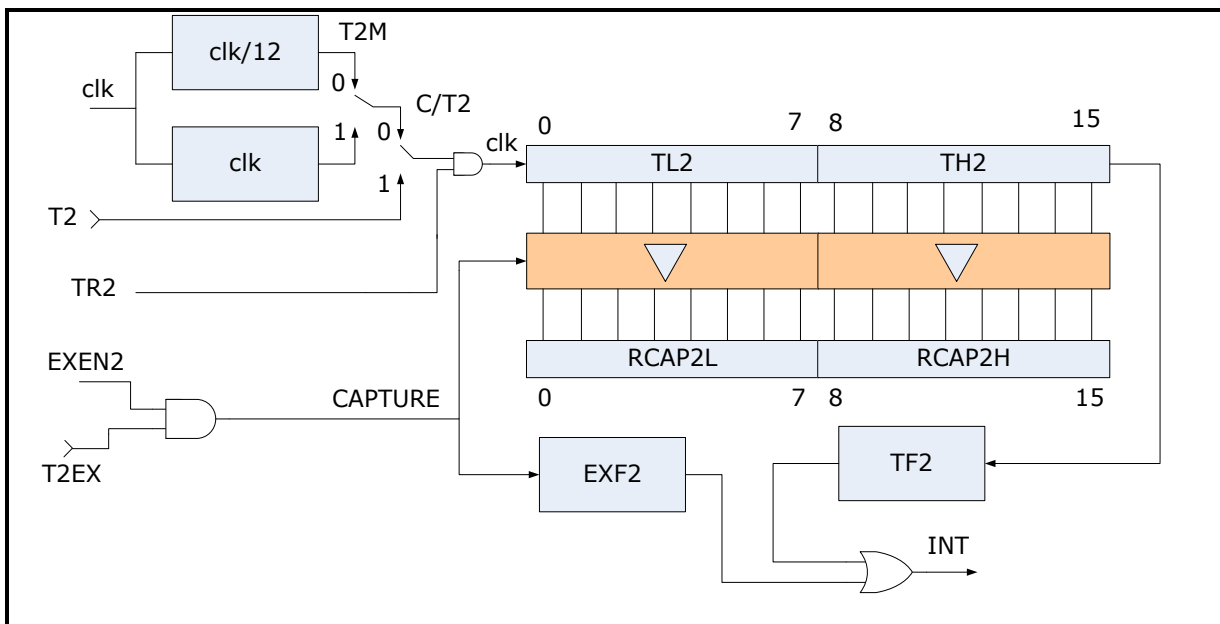 T2M
clk/12
clk
0
C/T2
1
0
clk
clk
1
T2
TR2
0
7
8
15
TL2
TH2
RCAP2L
RCAP2H
0
7
8
15
EXEN2
CAPTURE
T2EX
EXF2
TF2
INT